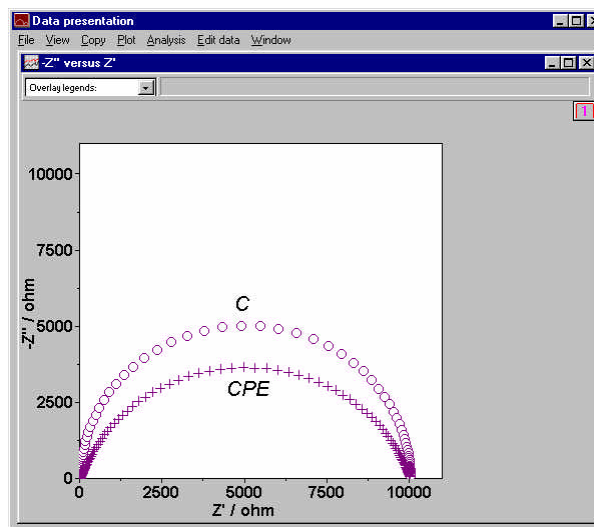 Data presentation
File View Copy Plot Analysis Edit data Window
-Z" versus Z'
Overlay legends:
1
10000
7500
5000
2500
0
-Z" / ohm
C
CPE
0 2500 5000 7500 10000
Z' / ohm